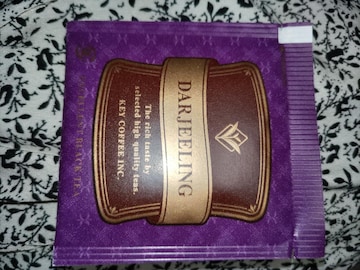 DARJEELING
The rich taste by
selected high quality teas.
KEY COFFEE INC.